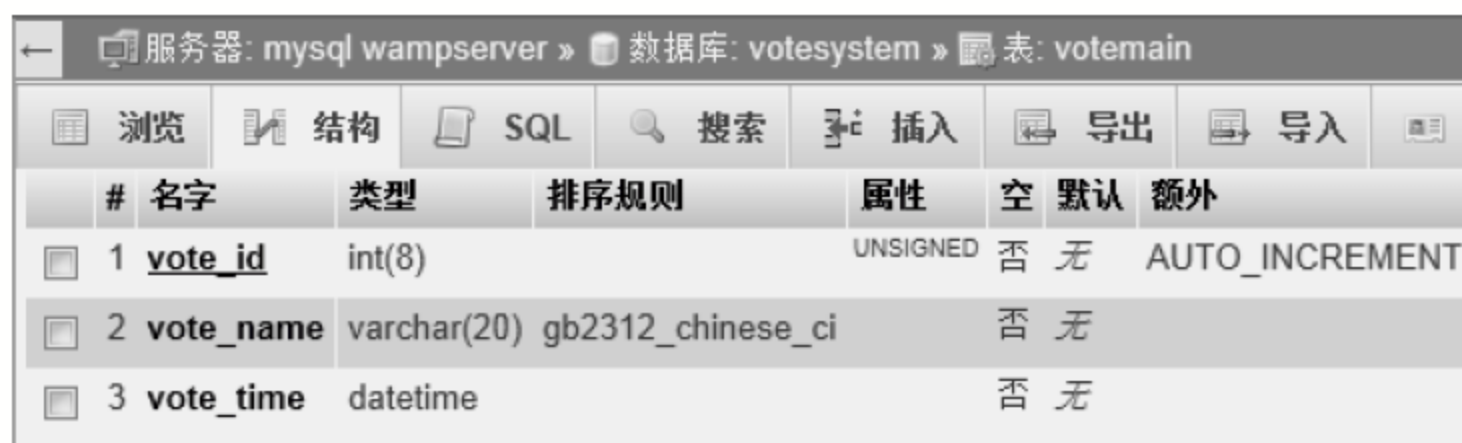 ← 服务器: mysql wampserver » 数据库: votesystem » 表: votemain
浏览 结构 SQL 搜索 插入 导出 导入
# 名字 类型 排序规则 属性 空 默认 额外
1 vote_id int(8) UNSIGNED 否 无 AUTO_INCREMENT
2 vote_name varchar(20) gb2312_chinese_ci 否 无
3 vote_time datetime 否 无